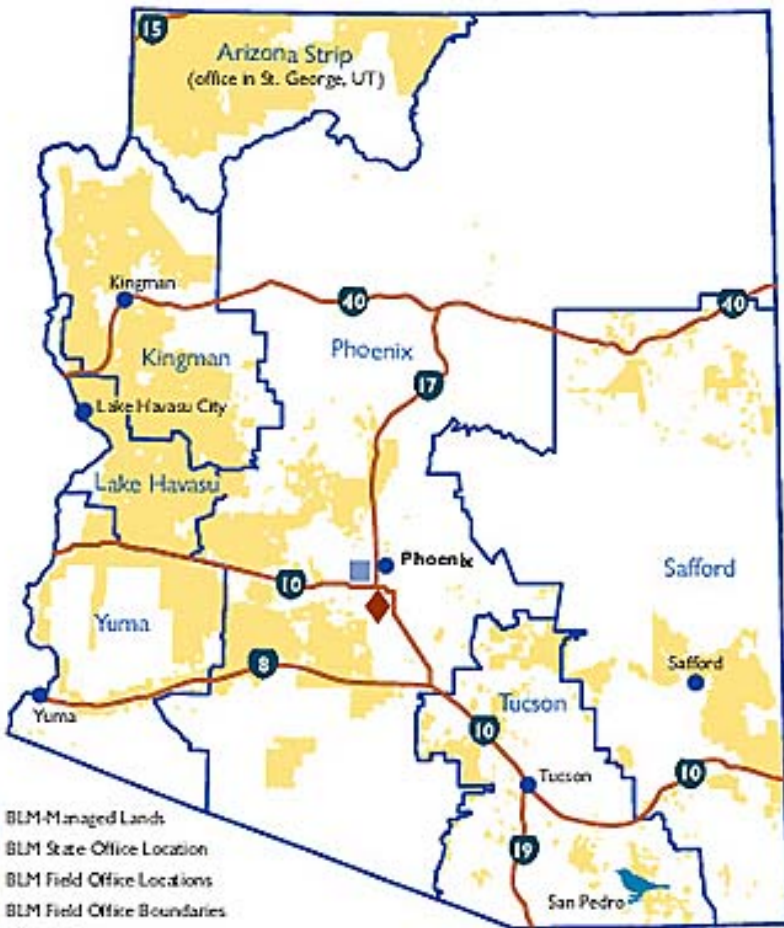 15
Arizona Strip
(office in St. George, UT)
Kingman
40
40
Kingman
Phoenix
17
Lake Havasu City
Lake Havasu
Phoenix
10
Safford
Yuma
8
Safford
Yuma
Tucson
10
Tucson
10
BLM-Managed Lands
BLM State Office Location
19
BLM Field Office Locations
San Pedro
BLM Field Office Boundaries